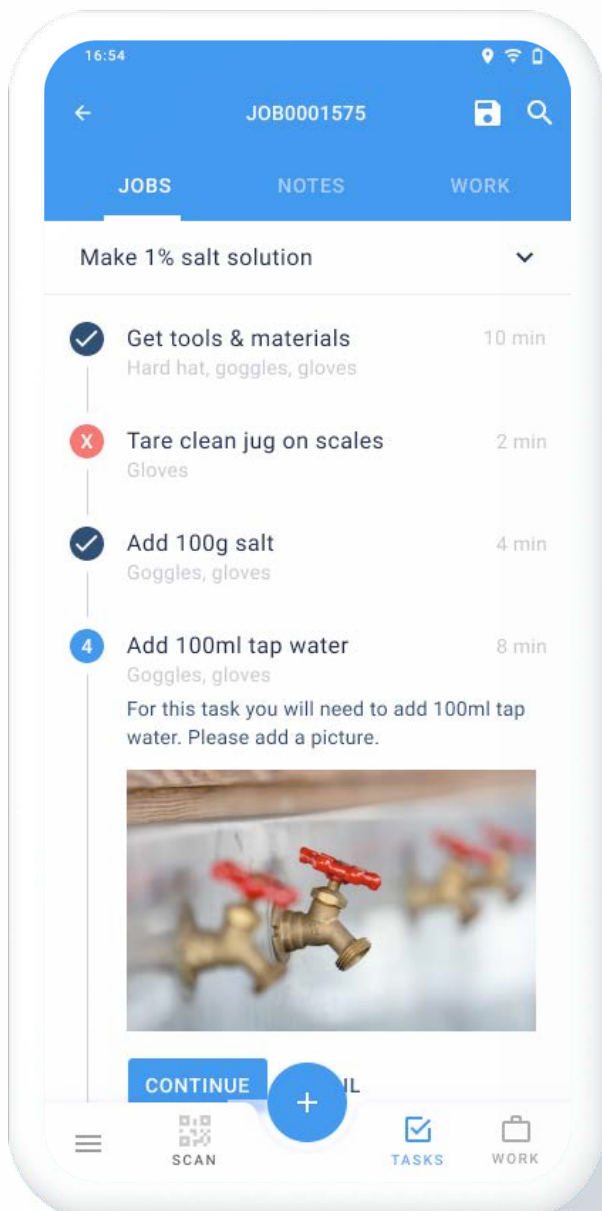 16:54
JOB0001575
JOBS NOTES WORK
Make 1% salt solution
Get tools & materials 10 min
Hard hat, goggles, gloves
X Tare clean jug on scales 2 min
Gloves
Add 100g salt 4 min
Goggles, gloves
4 Add 100ml tap water 8 min
Goggles, gloves
For this task you will need to add 100ml tap
water. Please add a picture.
CONTINUE
SCAN TASKS WORK